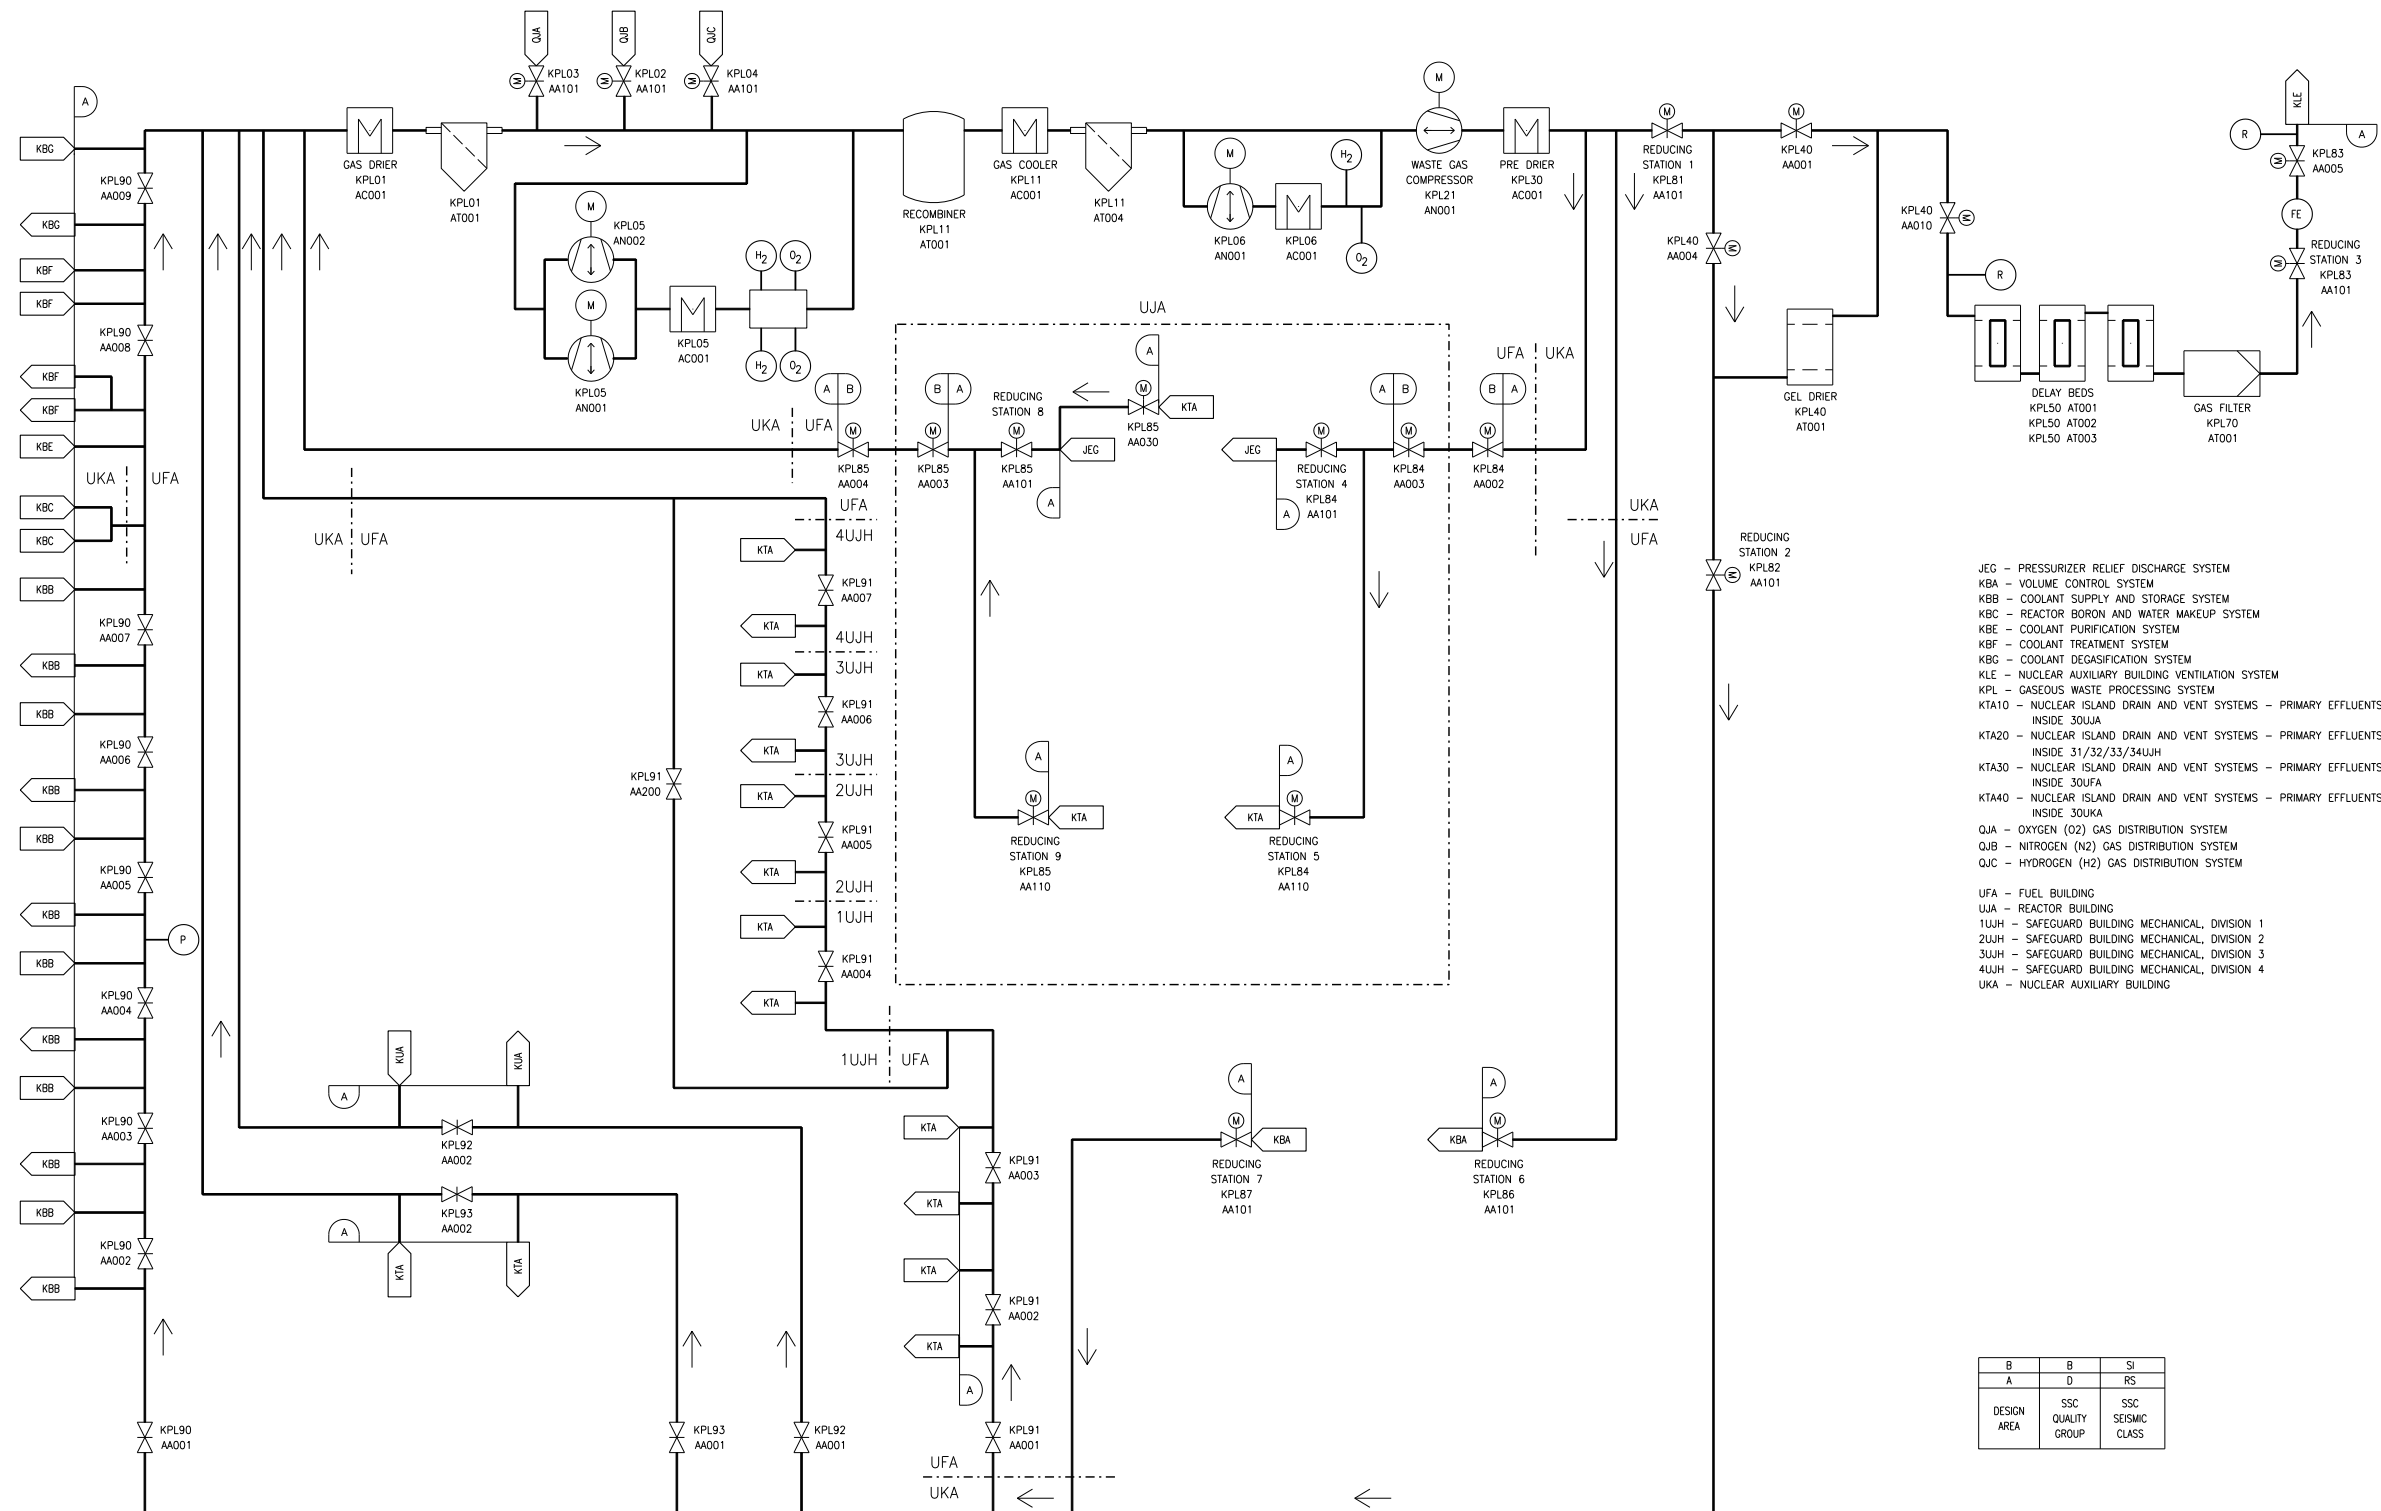 QJA
QJB
QJC
M
KPL03
AA101
M
KPL02
AA101
M
KPL04
AA101
A
KBG
KPL90
AA009
KBG
KBF
KBF
KPL90
AA008
KBF
KBF
KBE
UKA
UFA
KBC
KBC
KBB
KPL90
AA007
KBB
KBB
KPL90
AA006
KBB
KBB
KPL90
AA005
KBB
P
KBB
KPL90
AA004
KBB
KBB
KPL90
AA003
KBB
KBB
KPL90
AA002
KBB
KPL90
AA001
GAS DRIER
KPL01
AC001
KPL01
AT001
M
KPL05
AN002
M
KPL05
AN001
KPL05
AC001
H2
O2
H2
O2
RECOMBINER
KPL11
AT001
GAS COOLER
KPL11
AC001
KPL11
AT004
M
KPL06
AN001
KPL06
AC001
H2
O2
M
WASTE GAS
COMPRESSOR
KPL21
AN001
PRE DRIER
KPL30
AC001
M
REDUCING
STATION 1
KPL81
AA101
M
KPL40
AA001
KPL40
AA004
M
KPL40
AA010
M
R
GEL DRIER
KPL40
AT001
DELAY BEDS
KPL50 AT001
KPL50 AT002
KPL50 AT003
GAS FILTER
KPL70
AT001
KLE
R
A
M
KPL83
AA005
FE
M
REDUCING
STATION 3
KPL83
AA101
UJA
UKA
UFA
A
B
M
KPL85
AA004
B
A
M
KPL85
AA003
REDUCING
STATION 8
M
KPL85
AA101
A
M
KPL85
AA030
KTA
JEG
A
JEG
A
M
REDUCING
STATION 4
KPL84
AA101
A
B
M
KPL84
AA003
B
A
M
KPL84
AA002
UFA
UKA
UKA
UFA
REDUCING
STATION 2
KPL82
AA101
M
UKA
UFA
UFA
4UJH
KTA
KPL91
AA007
KTA
4UJH
3UJH
KTA
KPL91
AA006
KTA
3UJH
2UJH
KTA
KPL91
AA005
KTA
2UJH
1UJH
KTA
KPL91
AA004
KTA
1UJH
UFA
KPL91
AA200
A
M
KTA
REDUCING
STATION 9
KPL85
AA110
A
KTA
M
REDUCING
STATION 5
KPL84
AA110
KUA
KUA
A
KPL92
AA002
KPL93
AA002
A
KTA
KTA
KPL93
AA001
KPL92
AA001
KTA
KPL91
AA003
KTA
KTA
KPL91
AA002
KTA
A
KPL91
AA001
UFA
UKA
A
M
KBA
REDUCING
STATION 7
KPL87
AA101
A
KBA
M
REDUCING
STATION 6
KPL86
AA101
JEG – PRESSURIZER RELIEF DISCHARGE SYSTEM
KBA – VOLUME CONTROL SYSTEM
KBB – COOLANT SUPPLY AND STORAGE SYSTEM
KBC – REACTOR BORON AND WATER MAKEUP SYSTEM
KBE – COOLANT PURIFICATION SYSTEM
KBF – COOLANT TREATMENT SYSTEM
KBG – COOLANT DEGASIFICATION SYSTEM
KLE – NUCLEAR AUXILIARY BUILDING VENTILATION SYSTEM
KPL – GASEOUS WASTE PROCESSING SYSTEM
KTA10 – NUCLEAR ISLAND DRAIN AND VENT SYSTEMS – PRIMARY EFFLUENTS
INSIDE 30UJA
KTA20 – NUCLEAR ISLAND DRAIN AND VENT SYSTEMS – PRIMARY EFFLUENTS
INSIDE 31/32/33/34UJH
KTA30 – NUCLEAR ISLAND DRAIN AND VENT SYSTEMS – PRIMARY EFFLUENTS
INSIDE 30UFA
KTA40 – NUCLEAR ISLAND DRAIN AND VENT SYSTEMS – PRIMARY EFFLUENTS
INSIDE 30UKA
QJA – OXYGEN (O2) GAS DISTRIBUTION SYSTEM
QJB – NITROGEN (N2) GAS DISTRIBUTION SYSTEM
QJC – HYDROGEN (H2) GAS DISTRIBUTION SYSTEM
UFA – FUEL BUILDING
UJA – REACTOR BUILDING
1UJH – SAFEGUARD BUILDING MECHANICAL, DIVISION 1
2UJH – SAFEGUARD BUILDING MECHANICAL, DIVISION 2
3UJH – SAFEGUARD BUILDING MECHANICAL, DIVISION 3
4UJH – SAFEGUARD BUILDING MECHANICAL, DIVISION 4
UKA – NUCLEAR AUXILIARY BUILDING
B B SI
A D RS
DESIGN
AREA
SSC
QUALITY
GROUP
SSC
SEISMIC
CLASS